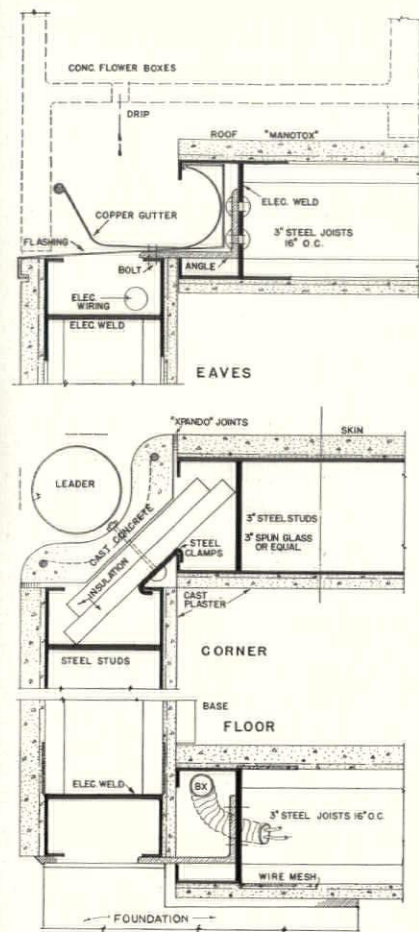 CONC. FLOWER BOXES
DRIP
ROOF "MANOTOX"
ELEC. WELD
COPPER GUTTER
3" STEEL JOISTS
16" O.C.
FLASHING
BOLT
ANGLE
ELEC.
WIRING
ELEC. WELD
EAVES
"XPANDO" JOINTS
SKIN
LEADER
CAST CONCRETE
3" STEEL STUDS
3" SPUN GLASS
OR EQUAL
STEEL
CLAMPS
INSULATION
CAST
PLASTER
CORNER
STEEL STUDS
BASE
FLOOR
ELEC. WELD
BX
3" STEEL JOISTS 16" O.C.
WIRE MESH
FOUNDATION